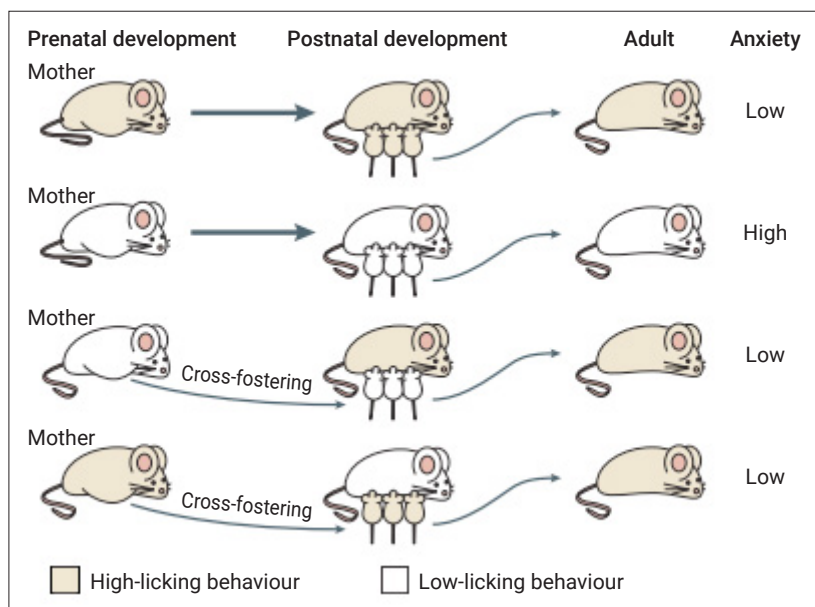 Prenatal development Postnatal development Adult Anxiety
Mother
Low
Mother
High
Mother
Cross-fostering
Low
Mother
Cross-fostering
Low
High-licking behaviour Low-licking behaviour